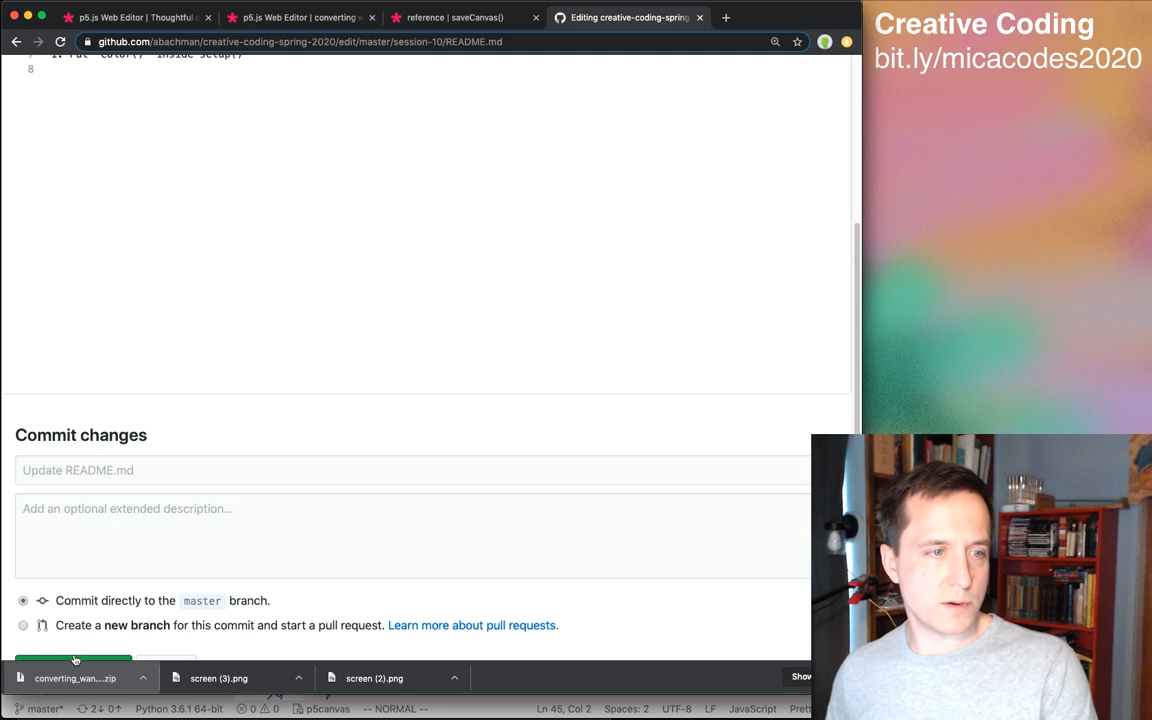 p5.js Web Editor | Thoughtful
p5.js Web Editor | converting
reference | saveCanvas()
Editing creative-coding-spring
github.com/abachman/creative-coding-spring-2020/edit/master/session-10/README.md
8
Commit changes
Update README.md
Add an optional extended description...
Commit directly to the master branch.
Create a new branch for this commit and start a pull request. Learn more about pull requests.
converting_wan....zip
screen (3).png
screen (2).png
master* 2↓ 0↑ Python 3.6.1 64-bit 0 0 p5canvas -- NORMAL -- Ln 45, Col 2 Spaces: 2 UTF-8 LF JavaScript
Creative Coding
bit.ly/micacodes2020